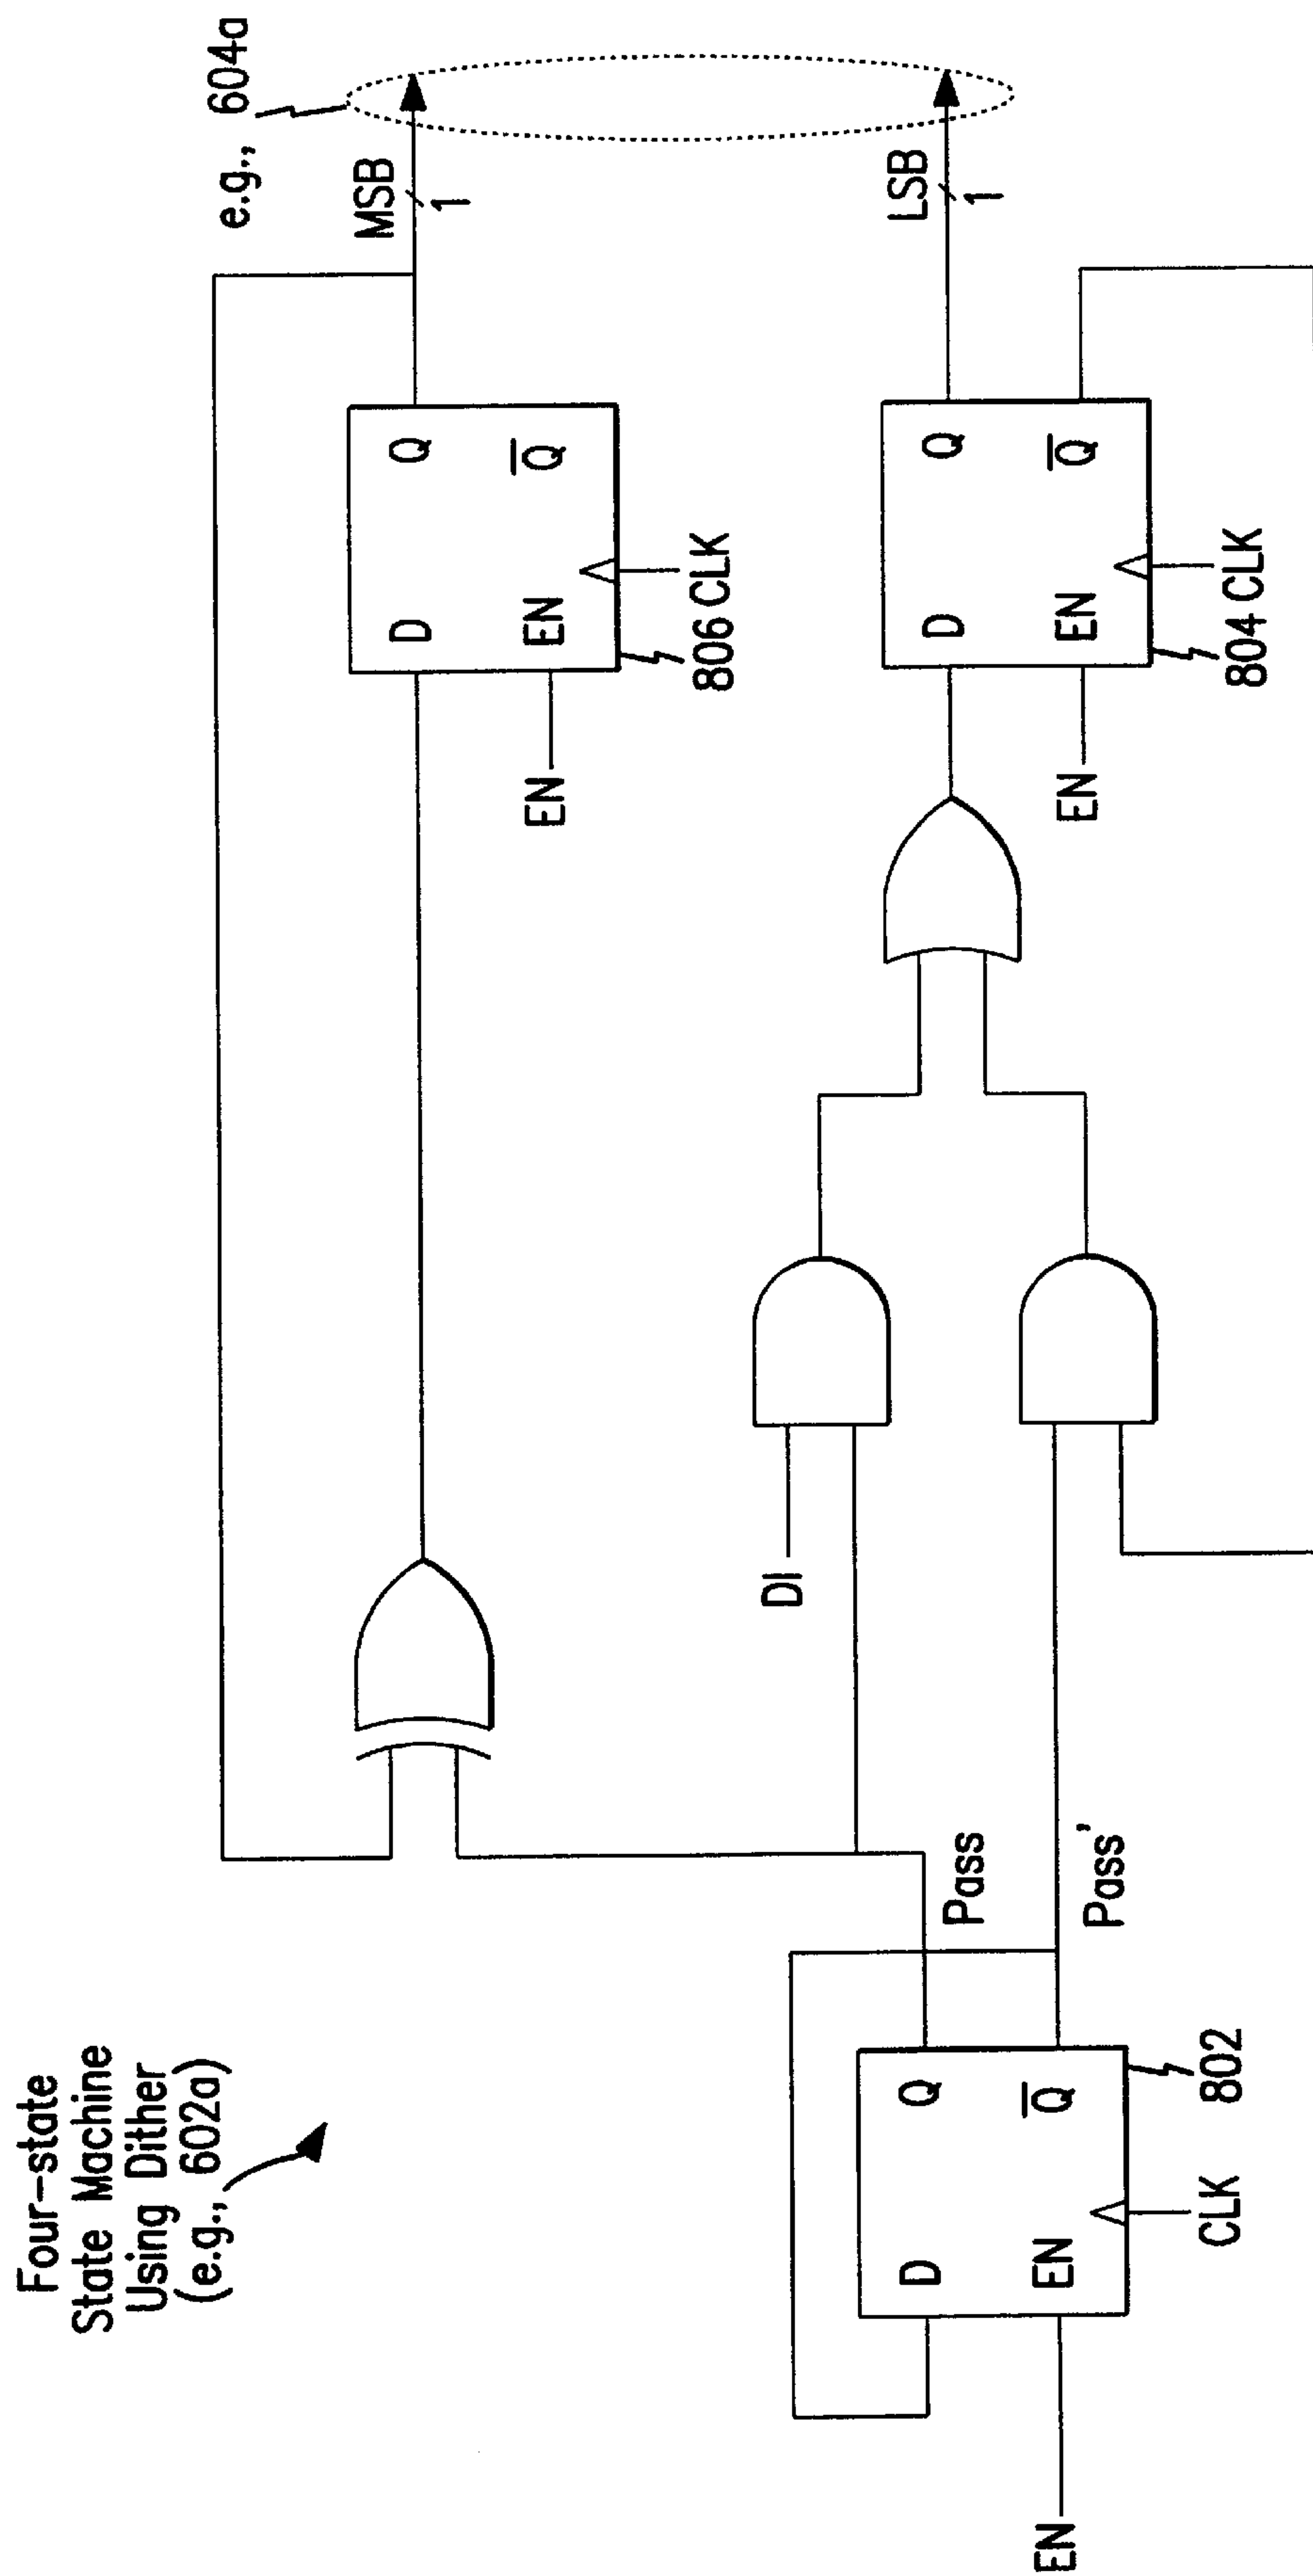 Four-state
State Machine
Using Dither
(e.g., 602a)
e.g., 604a
MSB
1
D Q
EN Q̅
EN
806 CLK
DI
LSB
1
D Q
EN Q̅
EN
804 CLK
Pass
Pass'
D Q
EN Q̅
EN
CLK
802